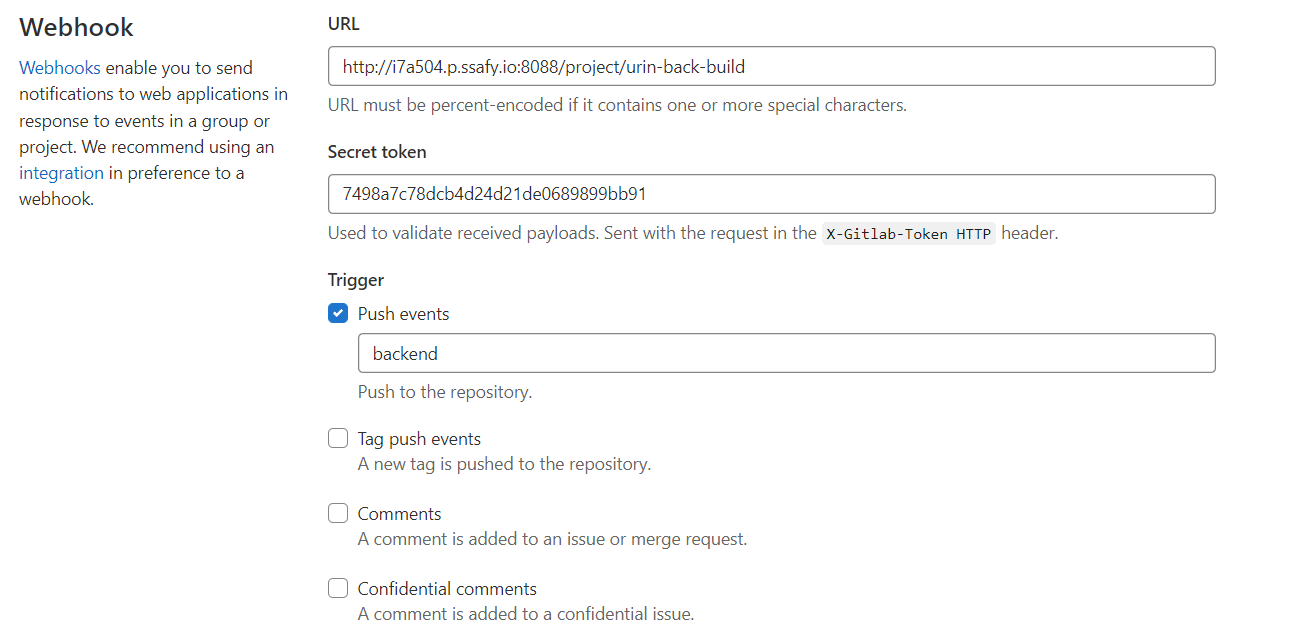 Webhook
Webhooks enable you to send
notifications to web applications in
response to events in a group or
project. We recommend using an
integration in preference to a
webhook.
URL
http://i7a504.p.ssafy.io:8088/project/urin-back-build
URL must be percent-encoded if it contains one or more special characters.
Secret token
7498a7c78dcb4d24d21de0689899bb91
Used to validate received payloads. Sent with the request in the X-Gitlab-Token HTTP header.
Trigger
Push events
backend
Push to the repository.
Tag push events
A new tag is pushed to the repository.
Comments
A comment is added to an issue or merge request.
Confidential comments
A comment is added to a confidential issue.